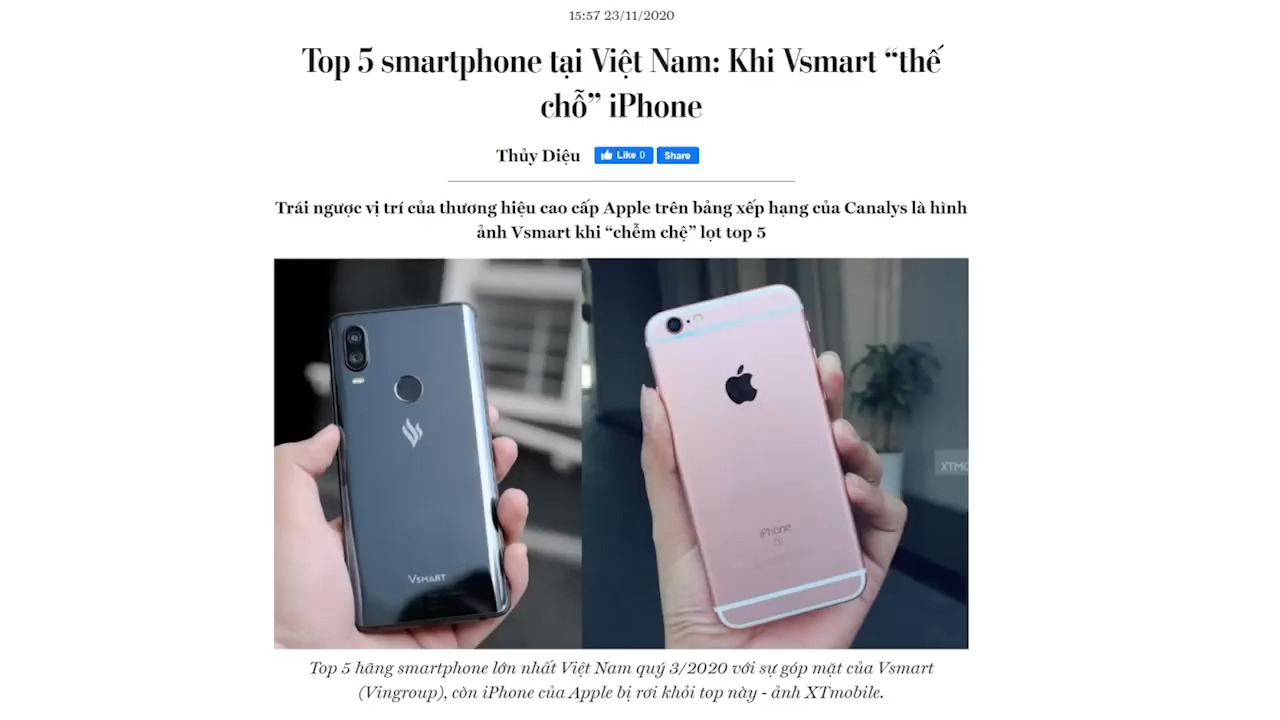 15:57 23/11/2020
Top 5 smartphone tại Việt Nam: Khi Vsmart “thế
chỗ” iPhone
Thủy Diệu Like 0 Share
Trái ngược vị trí của thương hiệu cao cấp Apple trên bảng xếp hạng của Canalys là hình
ảnh Vsmart khi “chễm chệ” lọt top 5
VSMART
iPhone
S
XTMO
Top 5 hãng smartphone lớn nhất Việt Nam quý 3/2020 với sự góp mặt của Vsmart
(Vingroup), còn iPhone của Apple bị rơi khỏi top này - ảnh XTmobile.